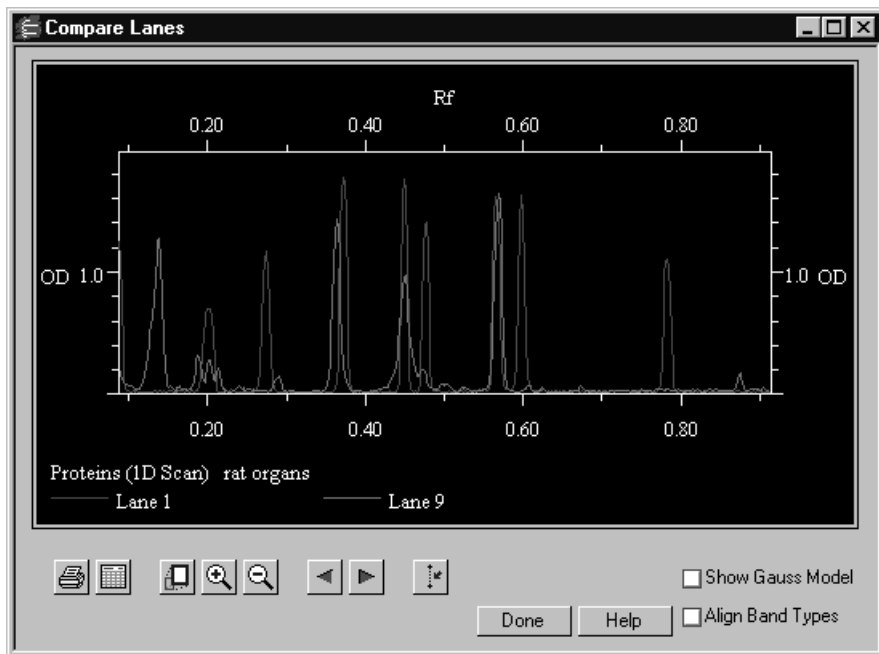 Compare Lanes
Rf
0.20 0.40 0.60 0.80
OD 1.0 1.0 OD
0.20 0.40 0.60 0.80
Proteins (1D Scan) rat organs
Lane 1 Lane 9
Show Gauss Model
Done Help Align Band Types